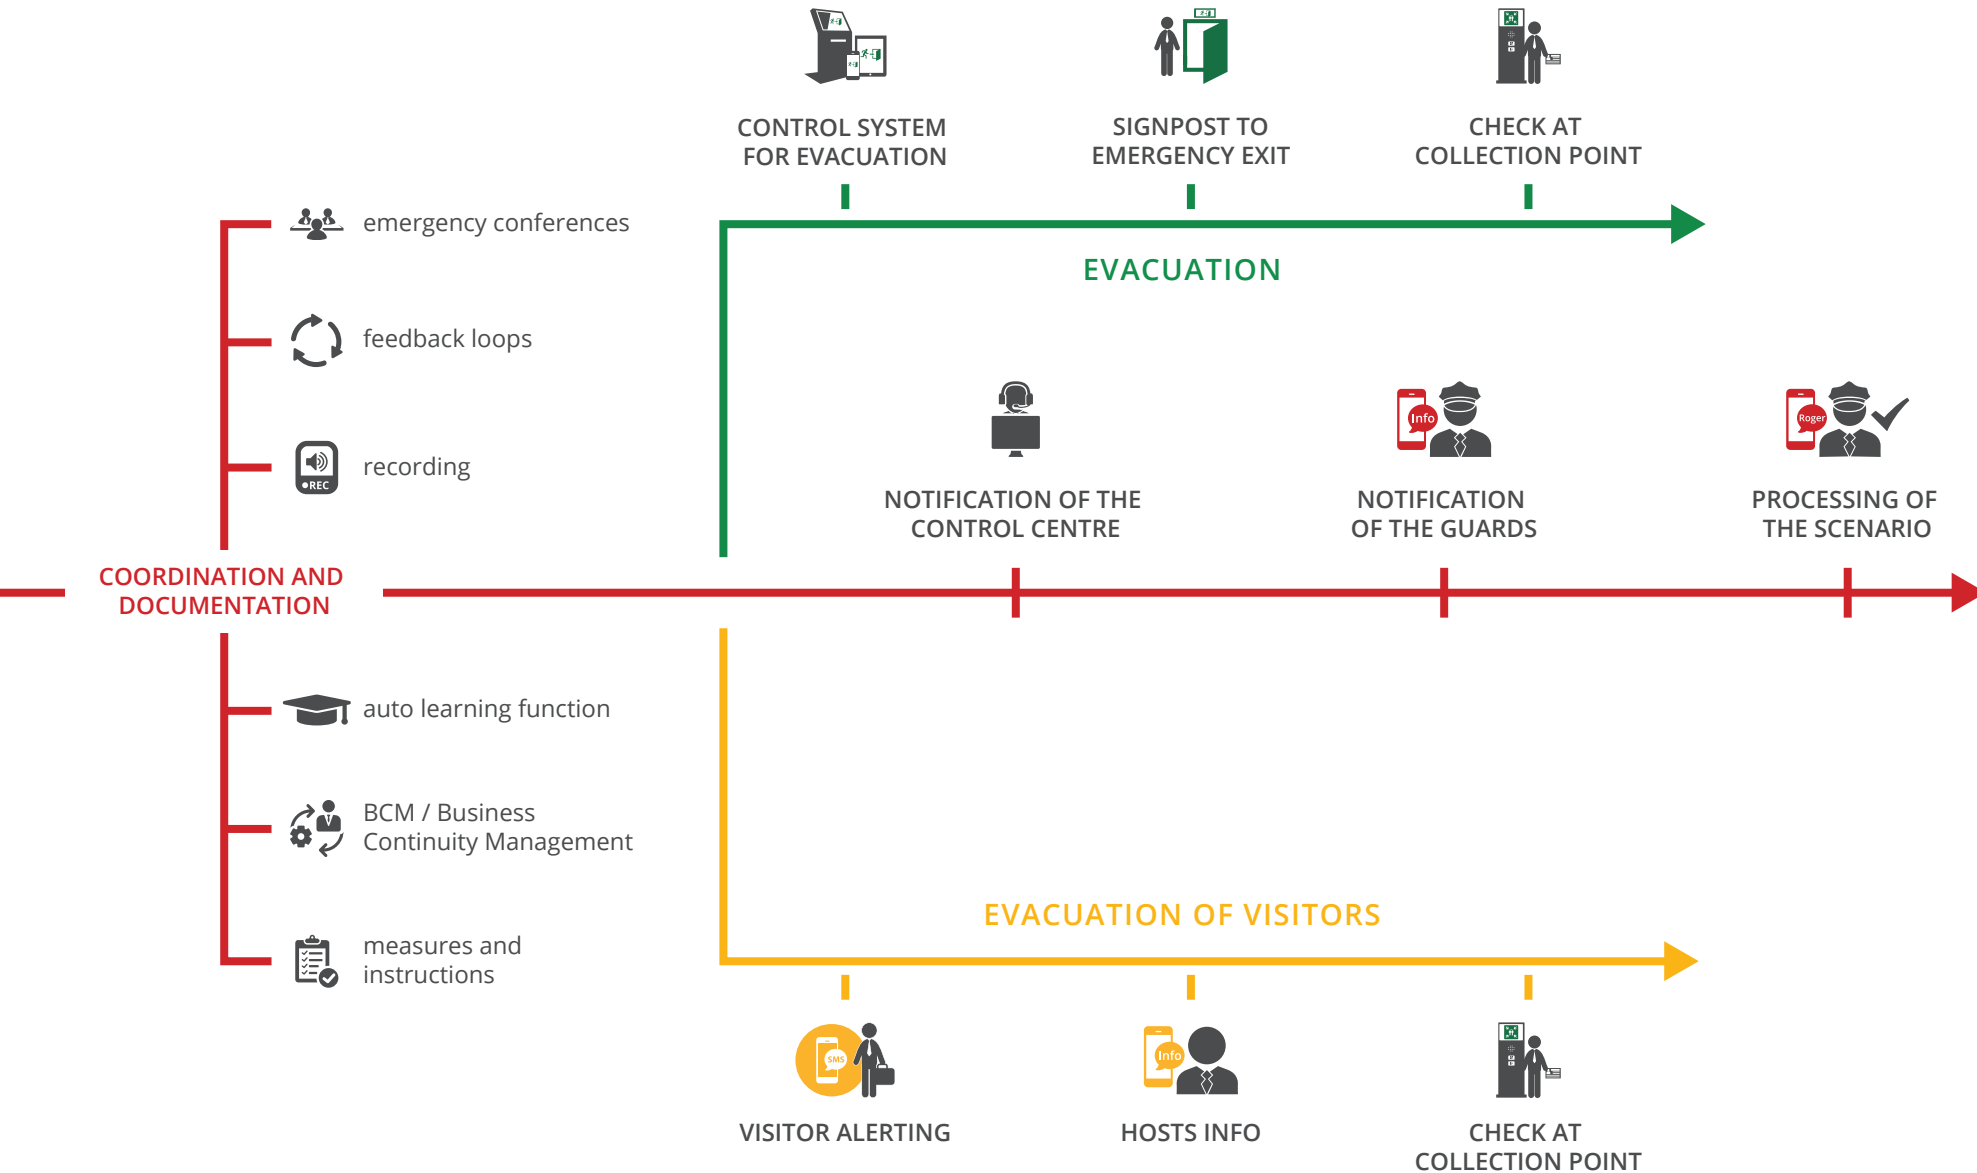 CONTROL SYSTEM
FOR EVACUATION
SIGNPOST TO
EMERGENCY EXIT
CHECK AT
COLLECTION POINT
EVACUATION
emergency conferences
feedback loops
REC
recording
COORDINATION AND
DOCUMENTATION
auto learning function
BCM / Business
Continuity Management
measures and
instructions
NOTIFICATION OF THE
CONTROL CENTRE
Info
NOTIFICATION
OF THE GUARDS
Roger
PROCESSING OF
THE SCENARIO
EVACUATION OF VISITORS
SMS
VISITOR ALERTING
Info
HOSTS INFO
CHECK AT
COLLECTION POINT